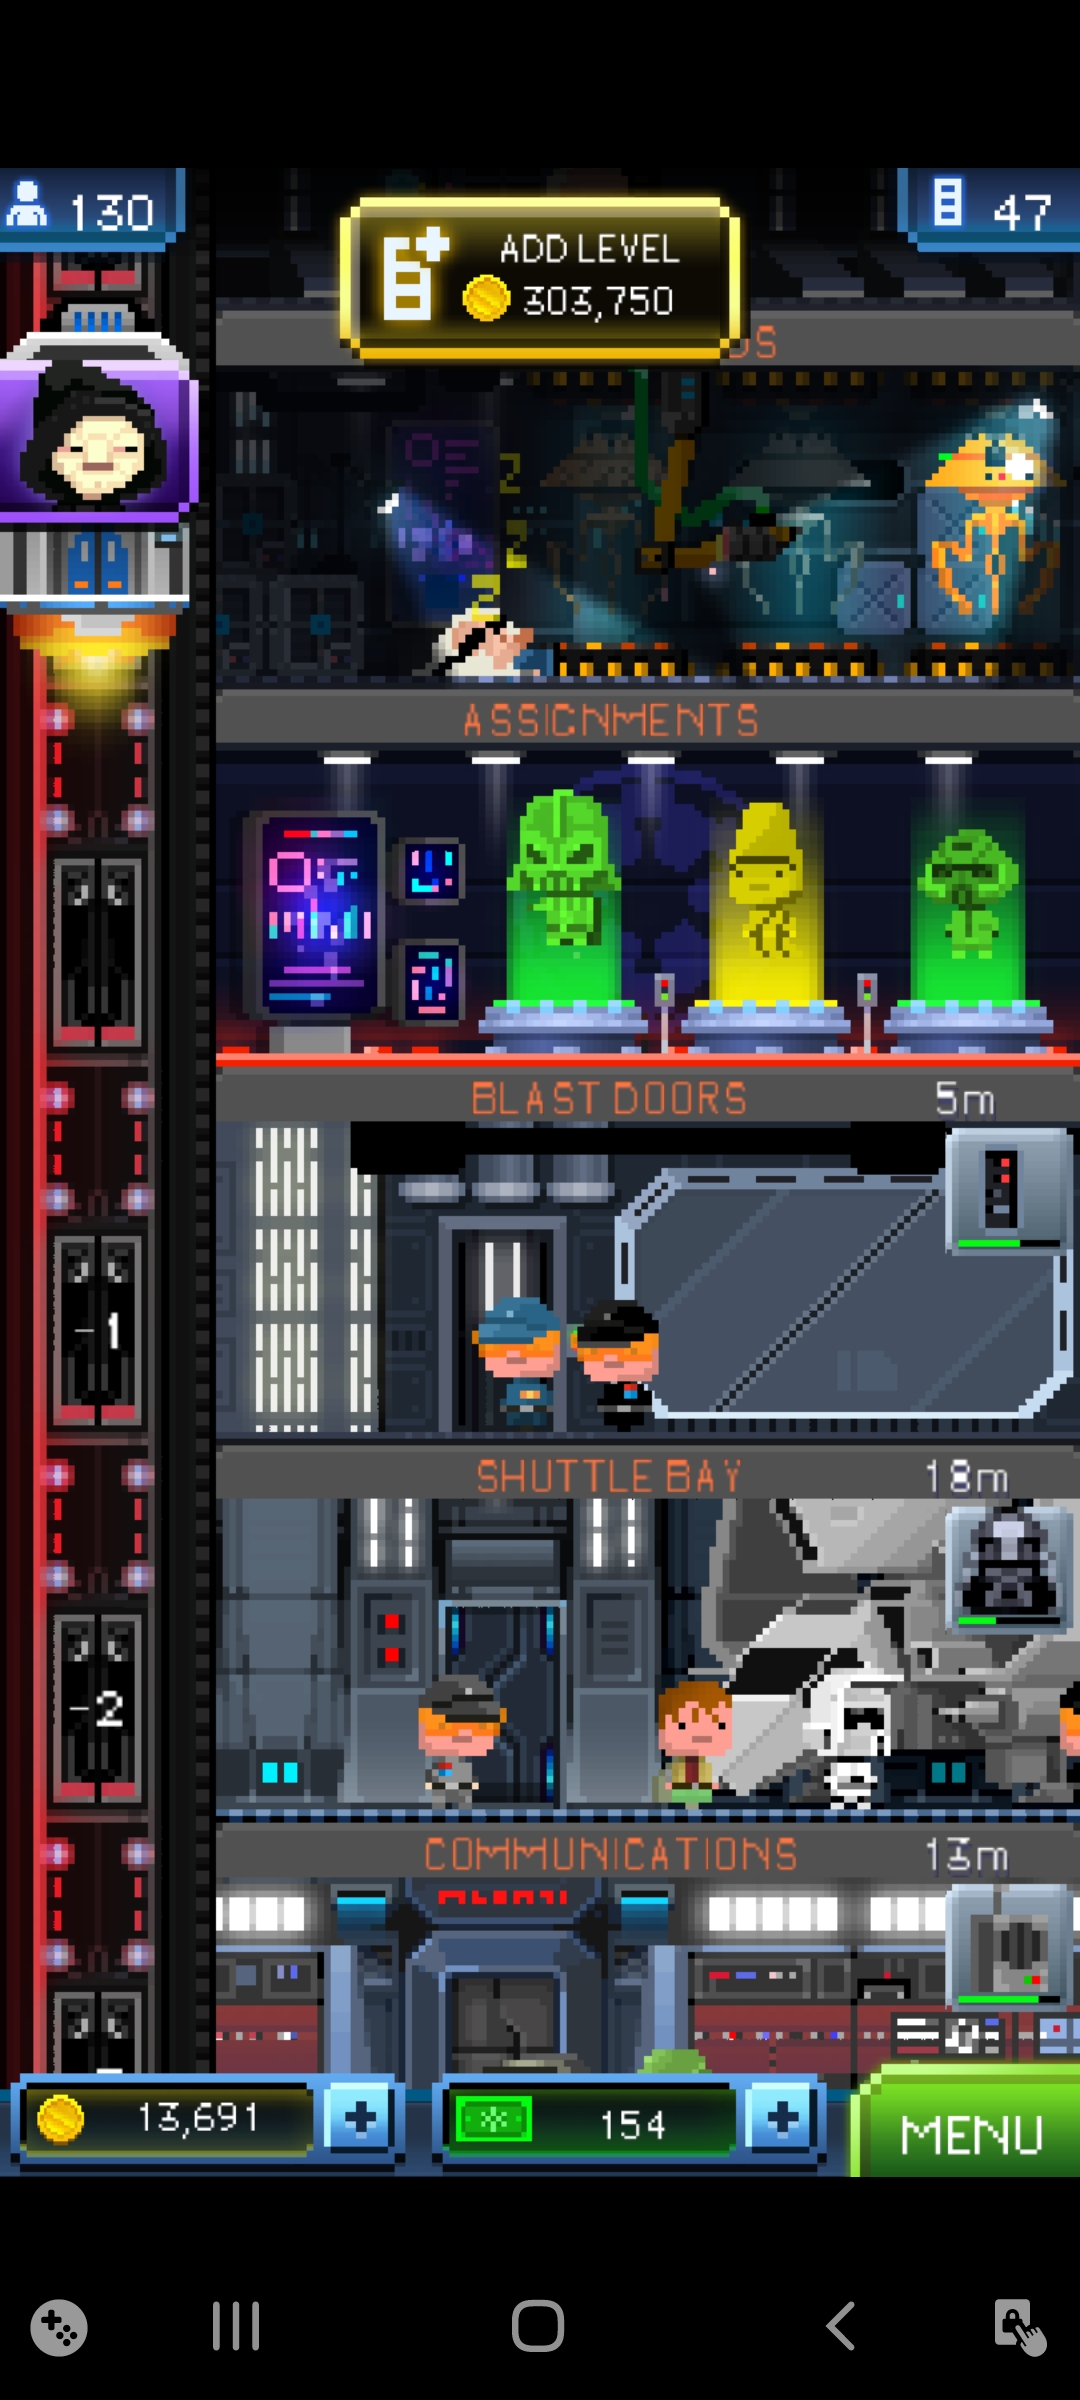 130
ADD LEVEL
303,750
47
ASSIGNMENTS
BLAST DOORS 5m
-1
SHUTTLE BAY 18m
-2
COMMUNICATIONS 13m
13,691
154
MENU